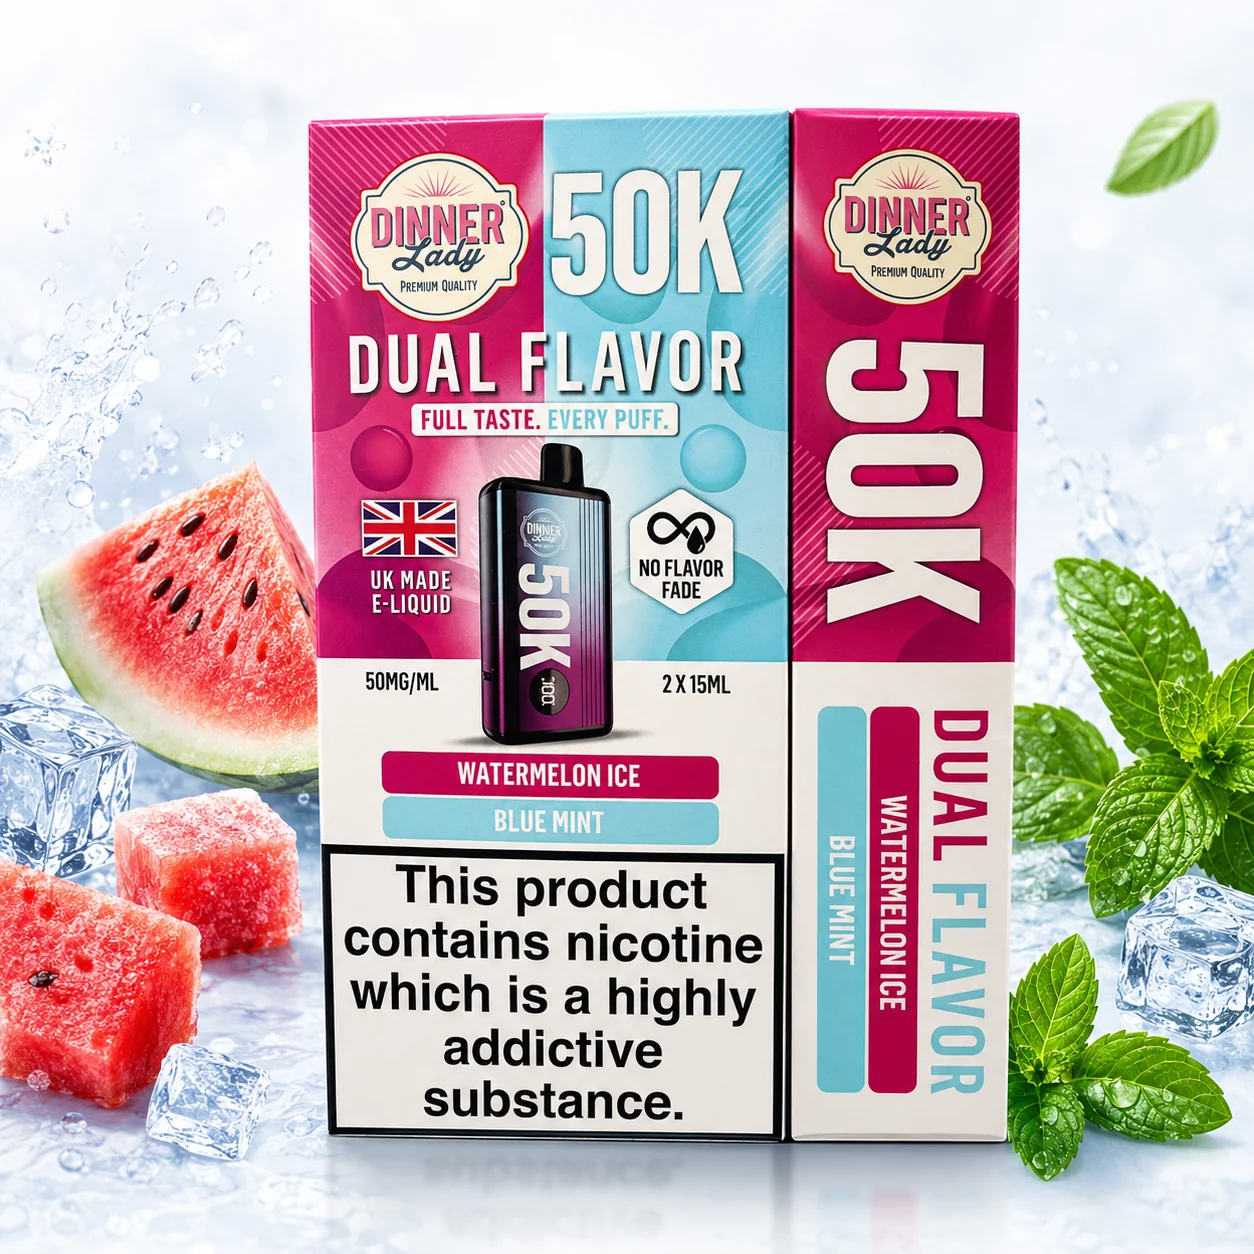 DINNER
Lady
PREMIUM QUALITY
50K
DUAL FLAVOR
FULL TASTE. EVERY PUFF.
UK MADE
E-LIQUID
DINNER
Lady
50K
100
NO FLAVOR
FADE
50MG/ML
2 X 15ML
WATERMELON ICE
BLUE MINT
This product
contains nicotine
which is a highly
addictive
substance.
DINNER
Lady
PREMIUM QUALITY
50K
DUAL FLAVOR
WATERMELON ICE
BLUE MINT